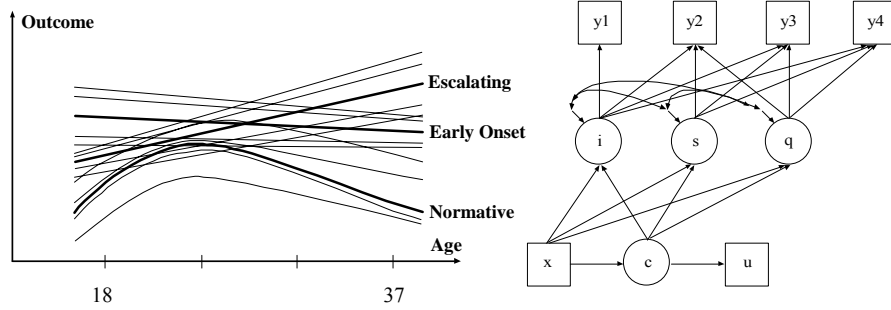 Outcome
Escalating
Early Onset
Normative
Age
18 37
y1 y2 y3 y4
i s q
x c u